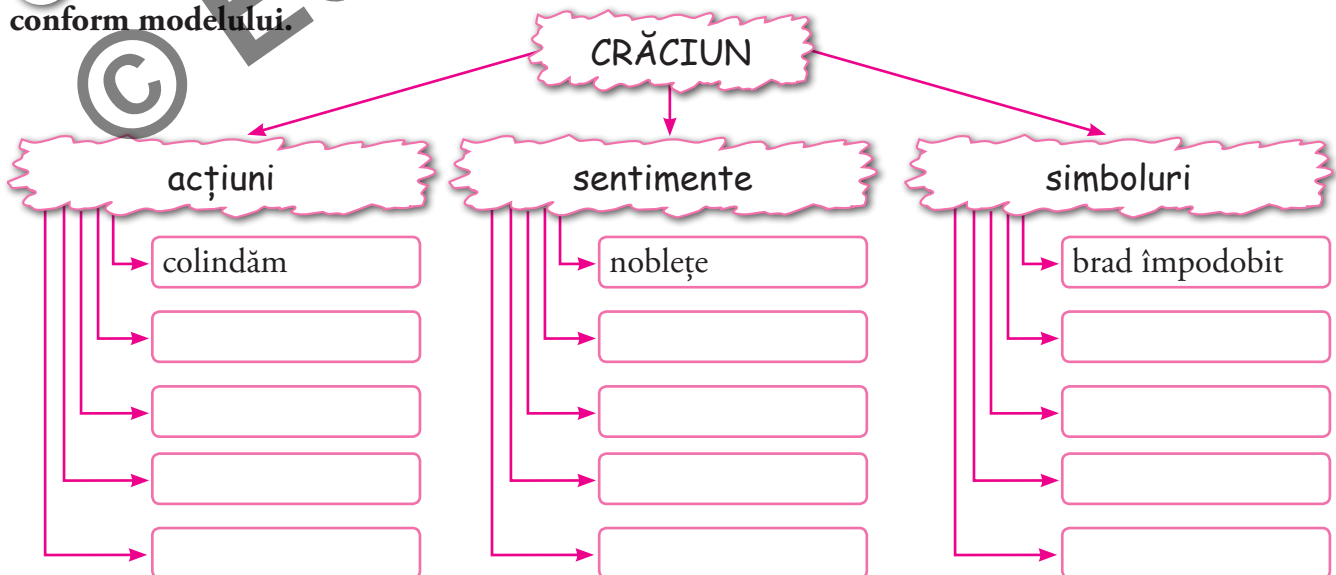 conform modelului.
CRĂCIUN
acțiuni
sentimente
simboluri
colindăm
noblețe
brad împodobit